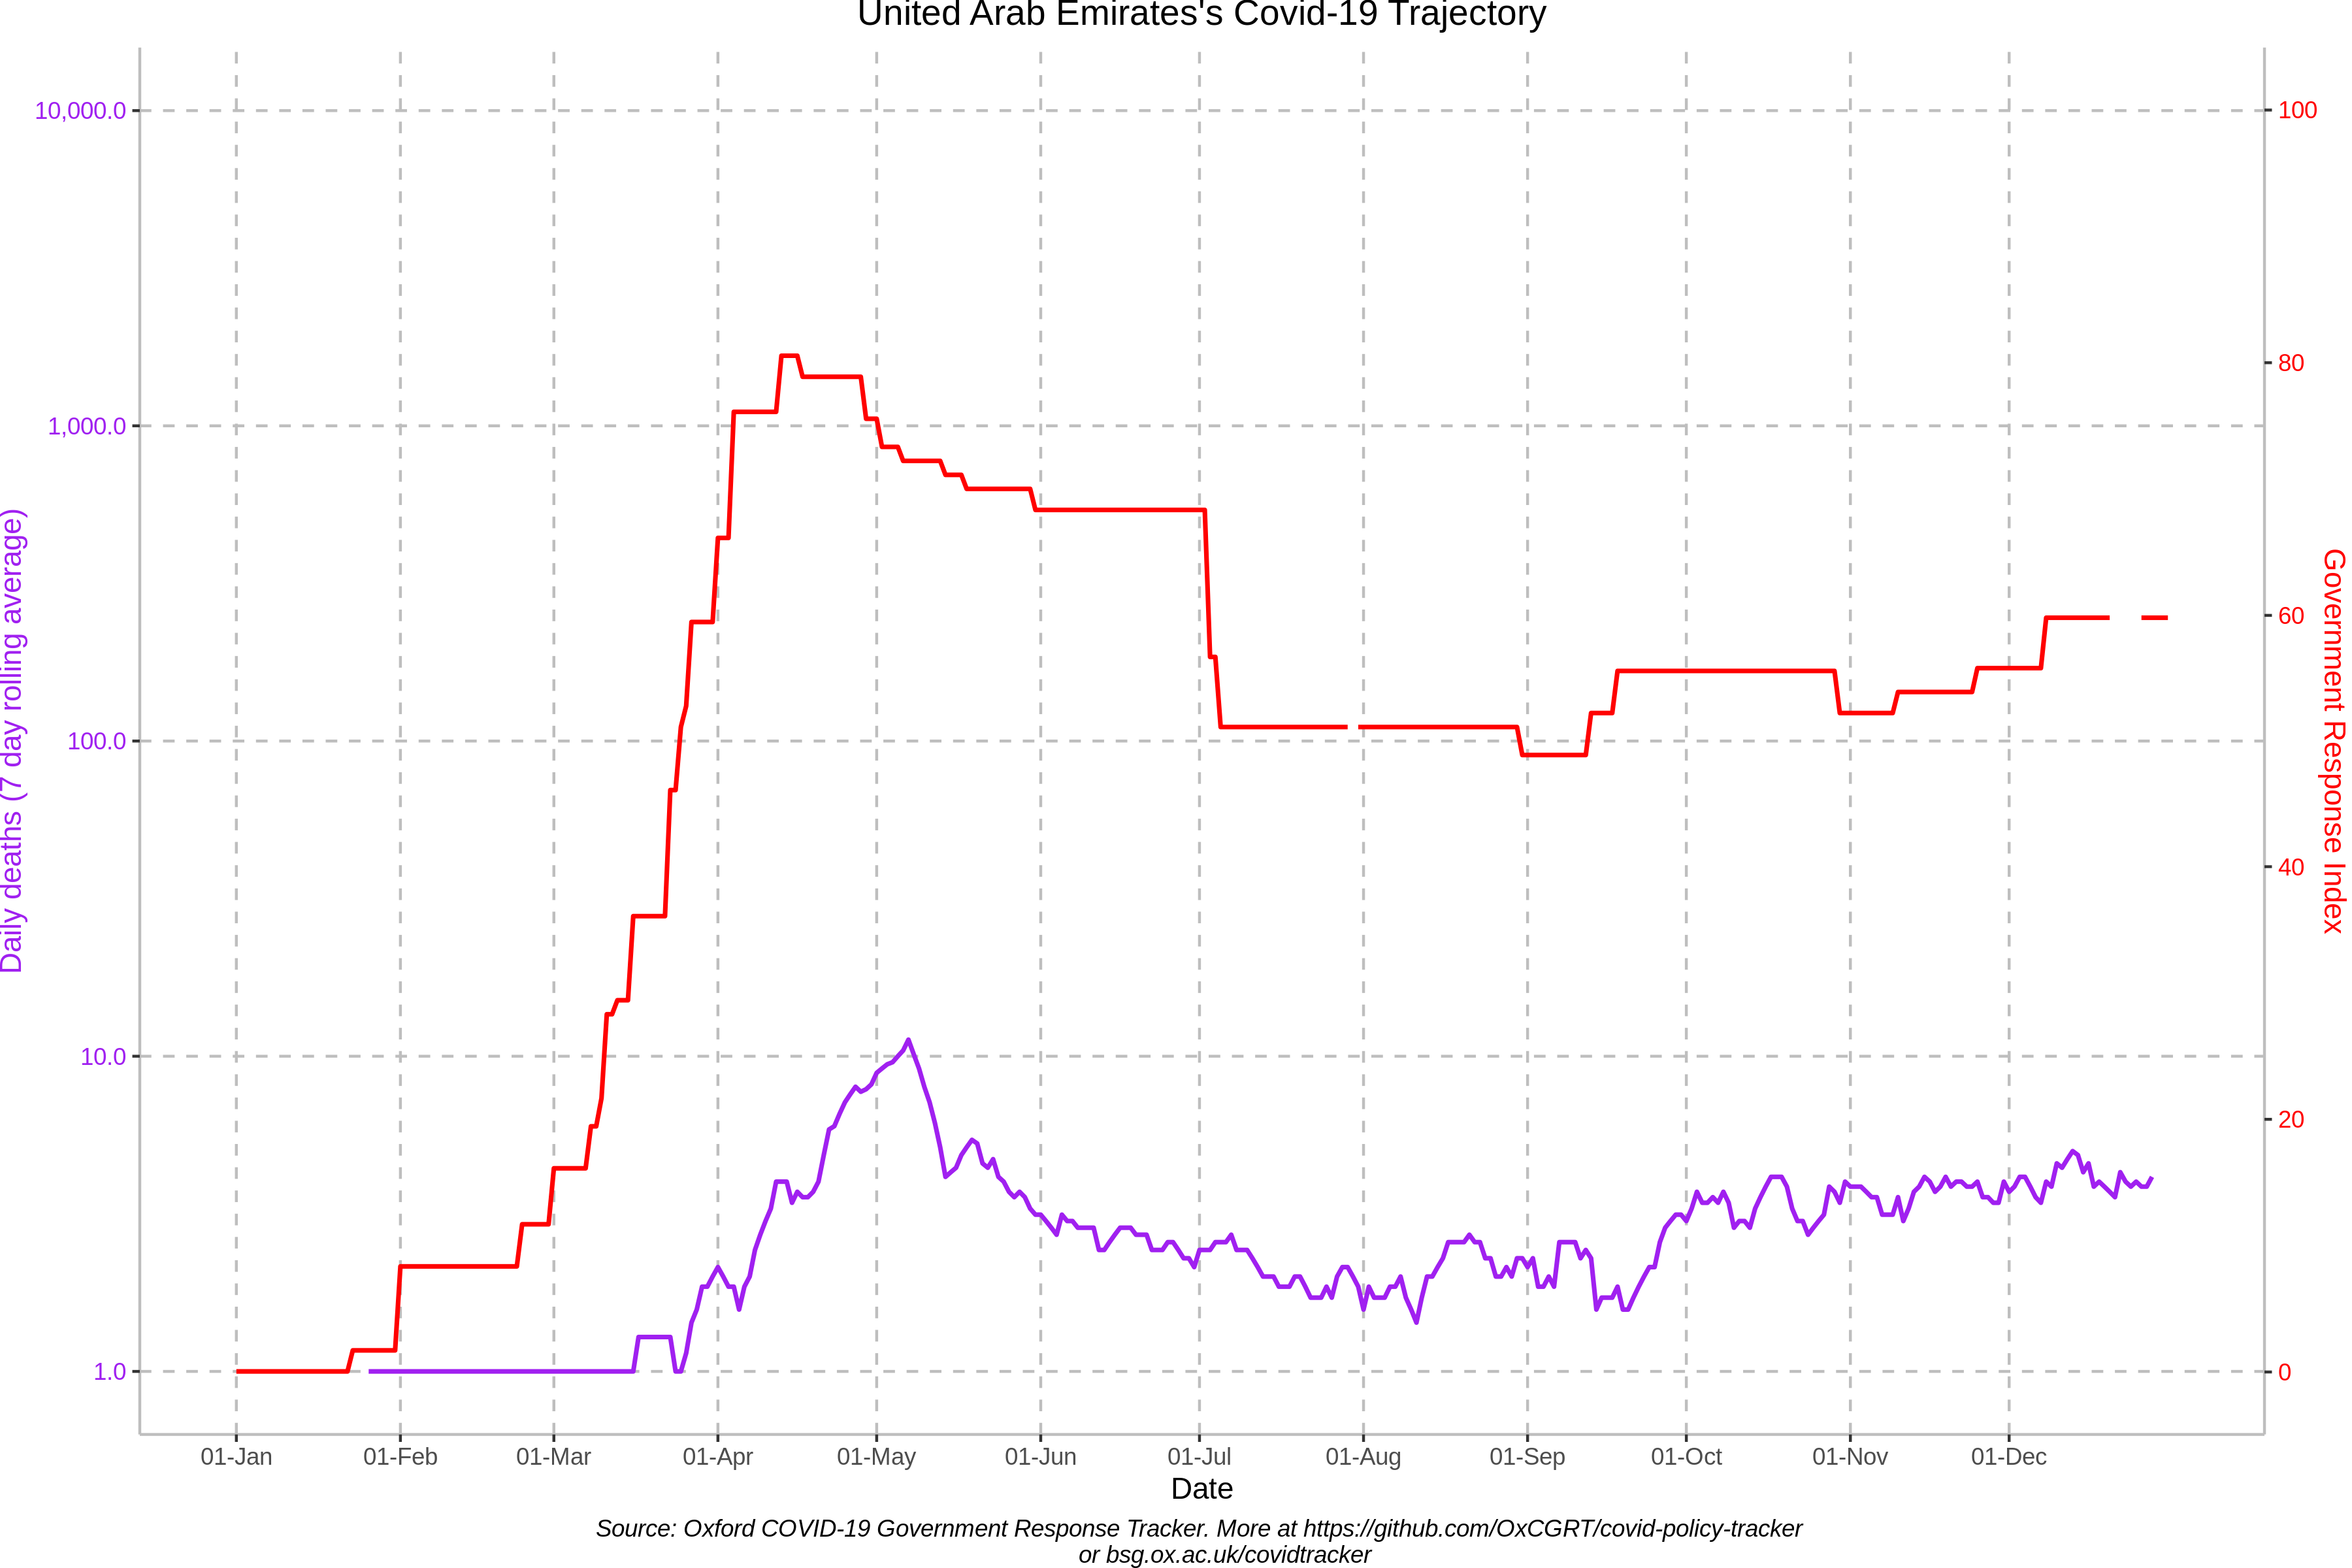 United Arab Emirates's Covid-19 Trajectory
10,000.0
1,000.0
100.0
10.0
1.0
Daily deaths (7 day rolling average)
100
80
60
40
20
0
Government Response Index
01-Jan
01-Feb
01-Mar
01-Apr
01-May
01-Jun
01-Jul
01-Aug
01-Sep
01-Oct
01-Nov
01-Dec
Date
Source: Oxford COVID-19 Government Response Tracker. More at https://github.com/OxCGRT/covid-policy-tracker
or bsg.ox.ac.uk/covidtracker